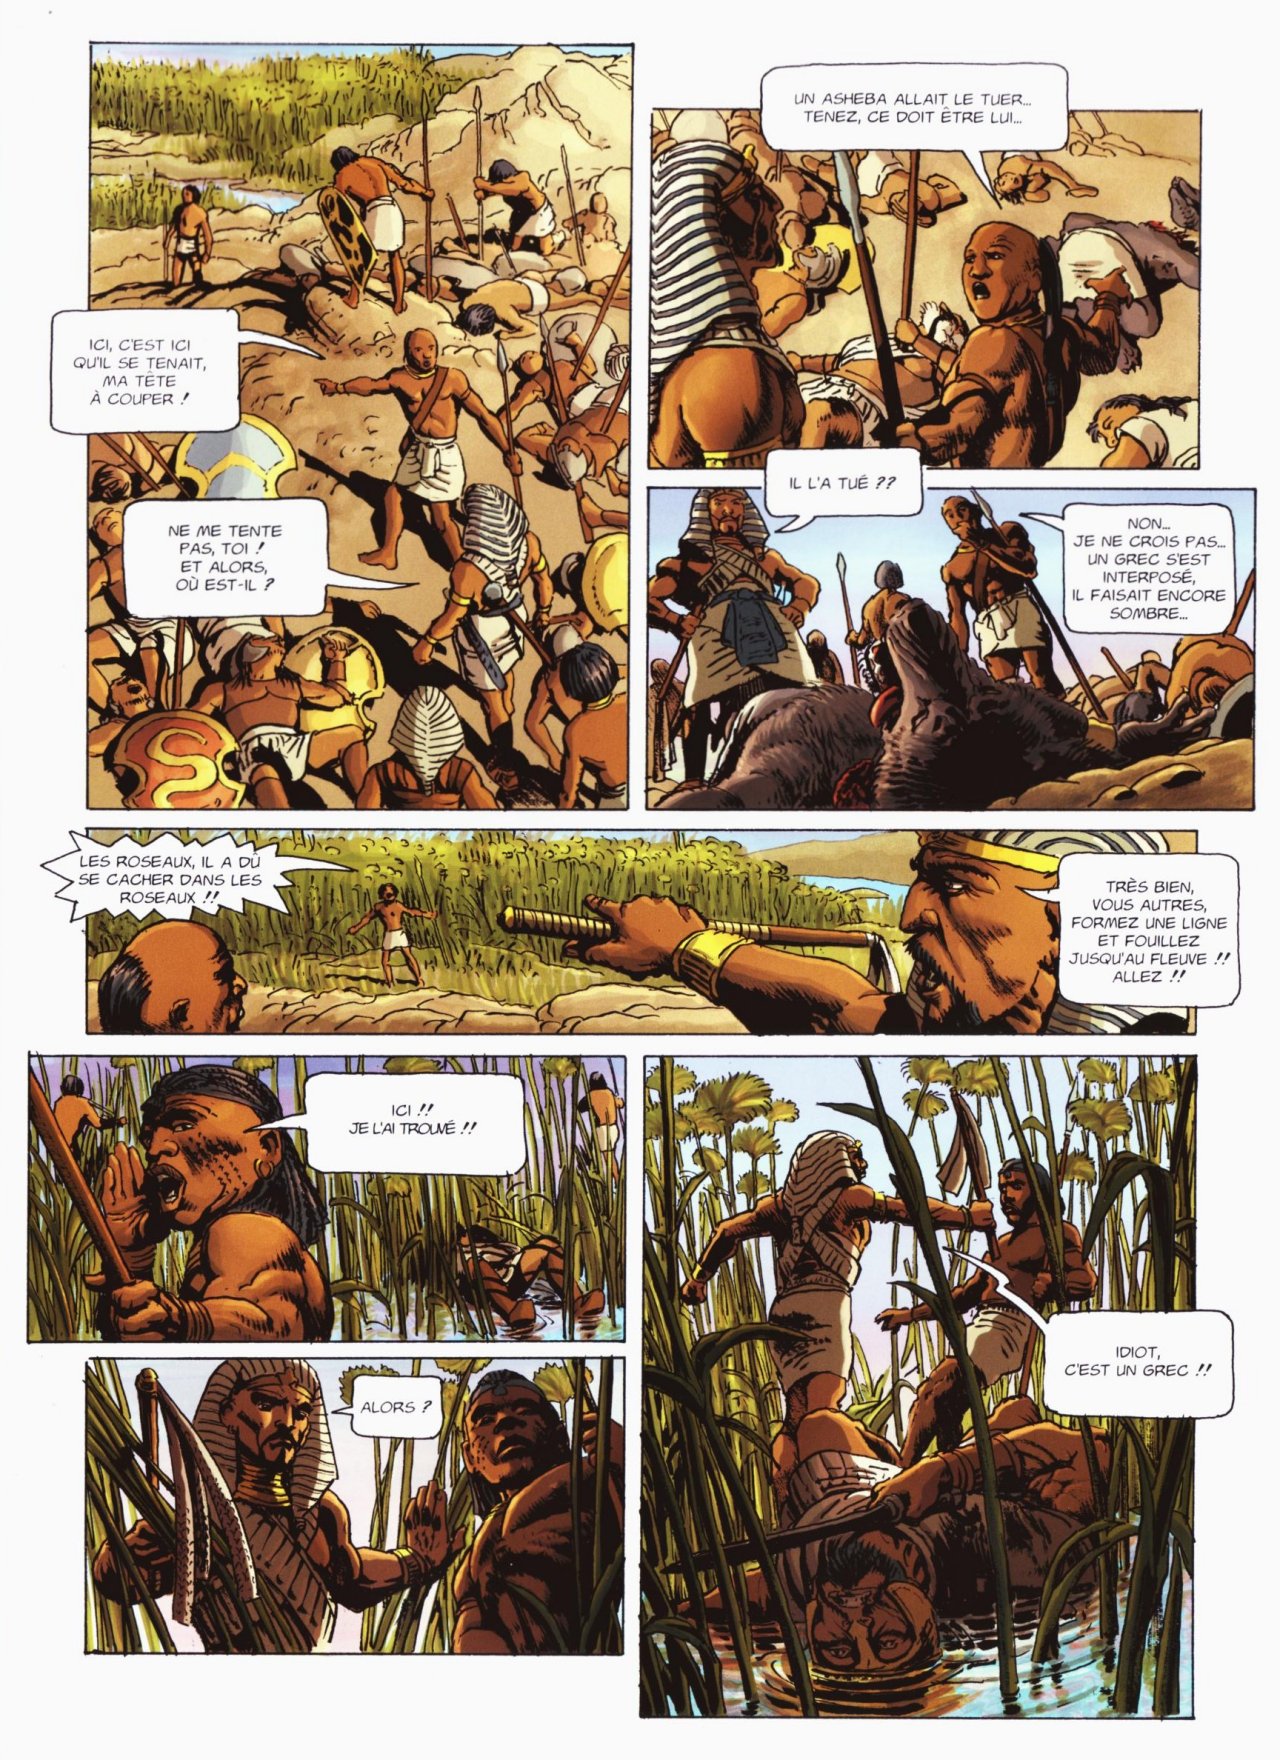 ICI, C'EST ICI
QU'IL SE TENAIT,
MA TÊTE
À COUPER !
NE ME TENTE
PAS, TOI !
ET ALORS,
OÙ EST-IL ?
UN ASHEBA ALLAIT LE TUER...
TENEZ, CE DOIT ÊTRE LUI...
IL L'A TUÉ ??
NON...
JE NE CROIS PAS...
UN GREC S'EST
INTERPOSÉ,
IL FAISAIT ENCORE
SOMBRE...
LES ROSEAUX, IL A DÛ
SE CACHER DANS LES
ROSEAUX !!
TRÈS BIEN,
VOUS AUTRES,
FORMEZ UNE LIGNE
ET FOUILLEZ
JUSQU'AU FLEUVE !!
ALLEZ !!
ICI !!
JE L'AI TROUVÉ !!
ALORS ?
IDIOT,
C'EST UN GREC !!